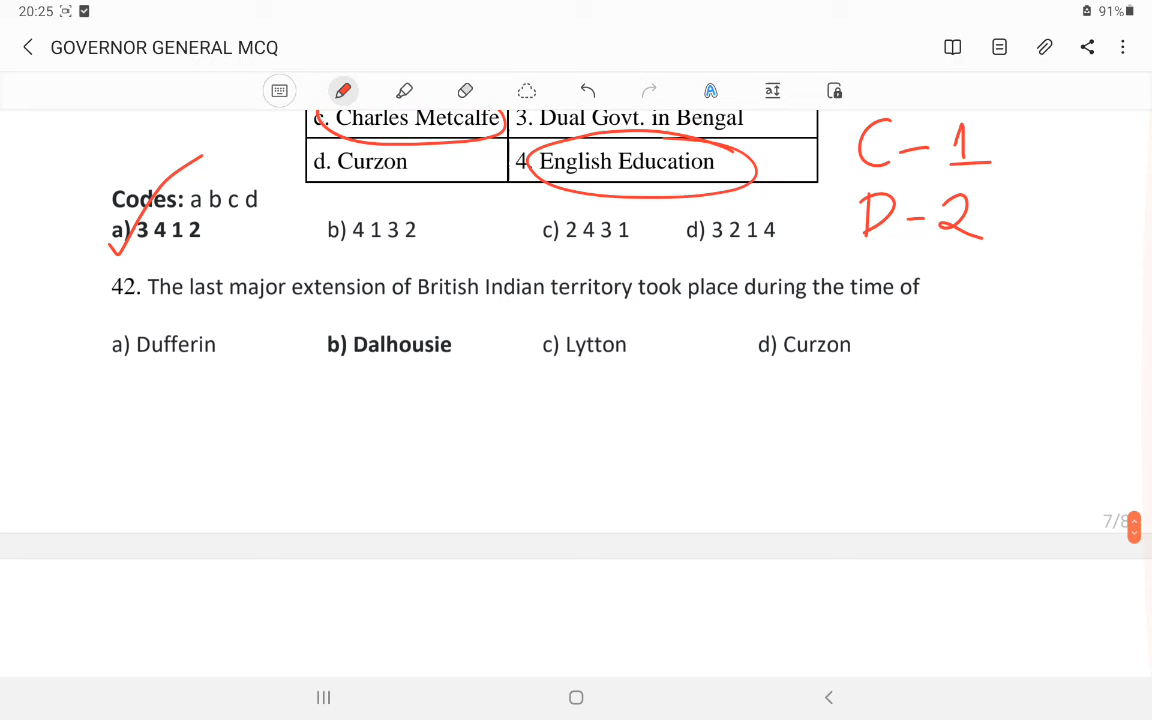 20:25 91%
GOVERNOR GENERAL MCQ
c. Charles Metcalfe 3. Dual Govt. in Bengal
d. Curzon 4 English Education
C - 1
D - 2
Codes: a b c d
a) 3 4 1 2 b) 4 1 3 2 c) 2 4 3 1 d) 3 2 1 4
42. The last major extension of British Indian territory took place during the time of
a) Dufferin b) Dalhousie c) Lytton d) Curzon
7/8